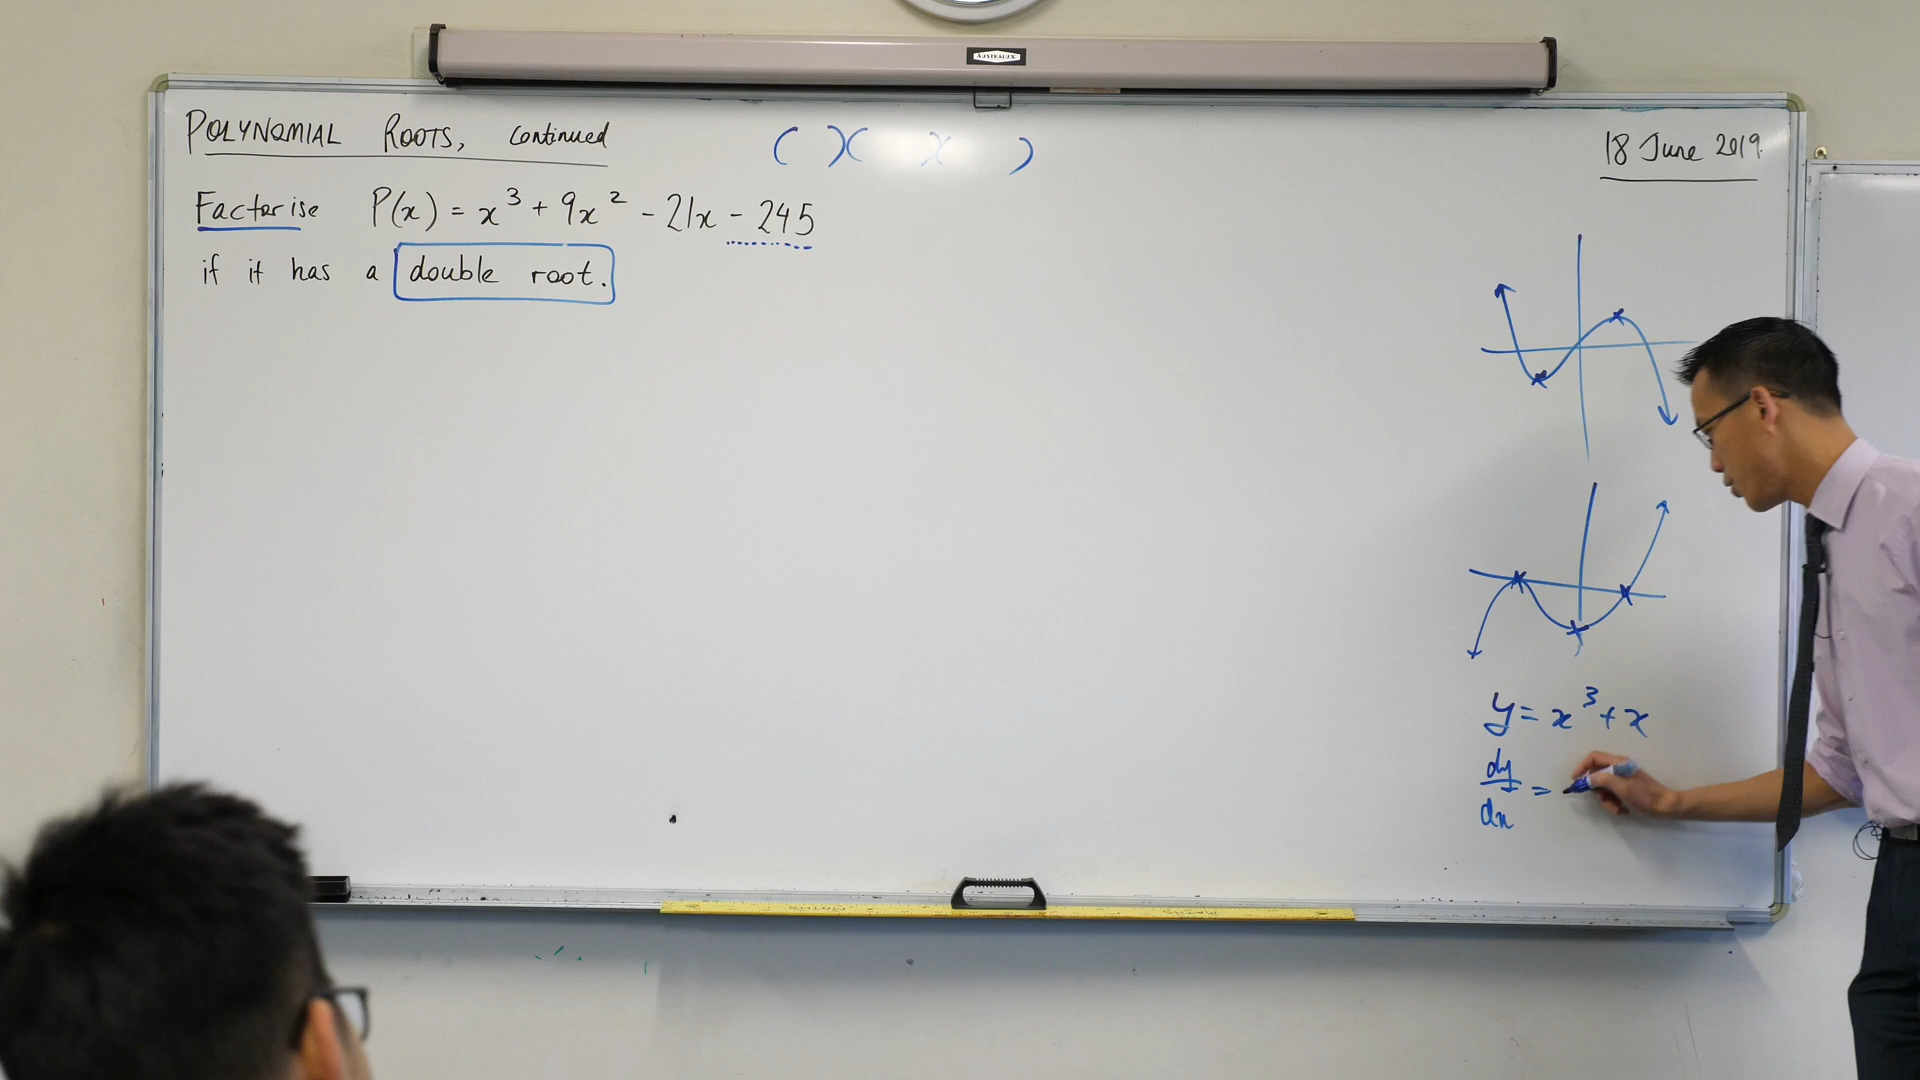 AUSTRALUX
POLYNOMIAL ROOTS, continued
( )( x )
18 June 2019
Factorise P(x) = x³ + 9x² - 21x - 245
if it has a double root.
y = x³ + x
dy/dx =